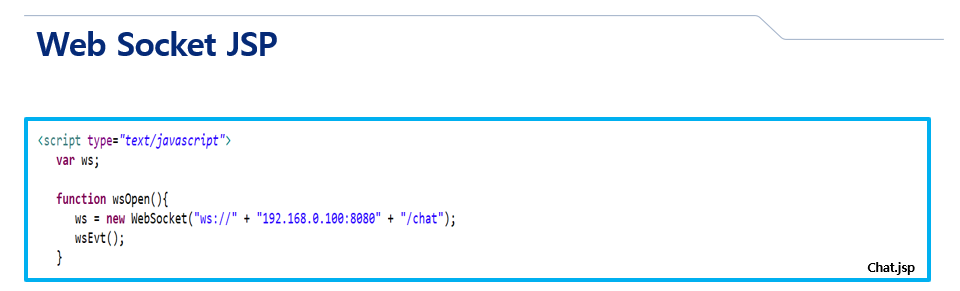 Web Socket JSP
<script type="text/javascript">
var ws;
function wsOpen(){
ws = new WebSocket("ws://" + "192.168.0.100:8080" + "/chat");
wsEvt();
}
Chat.jsp